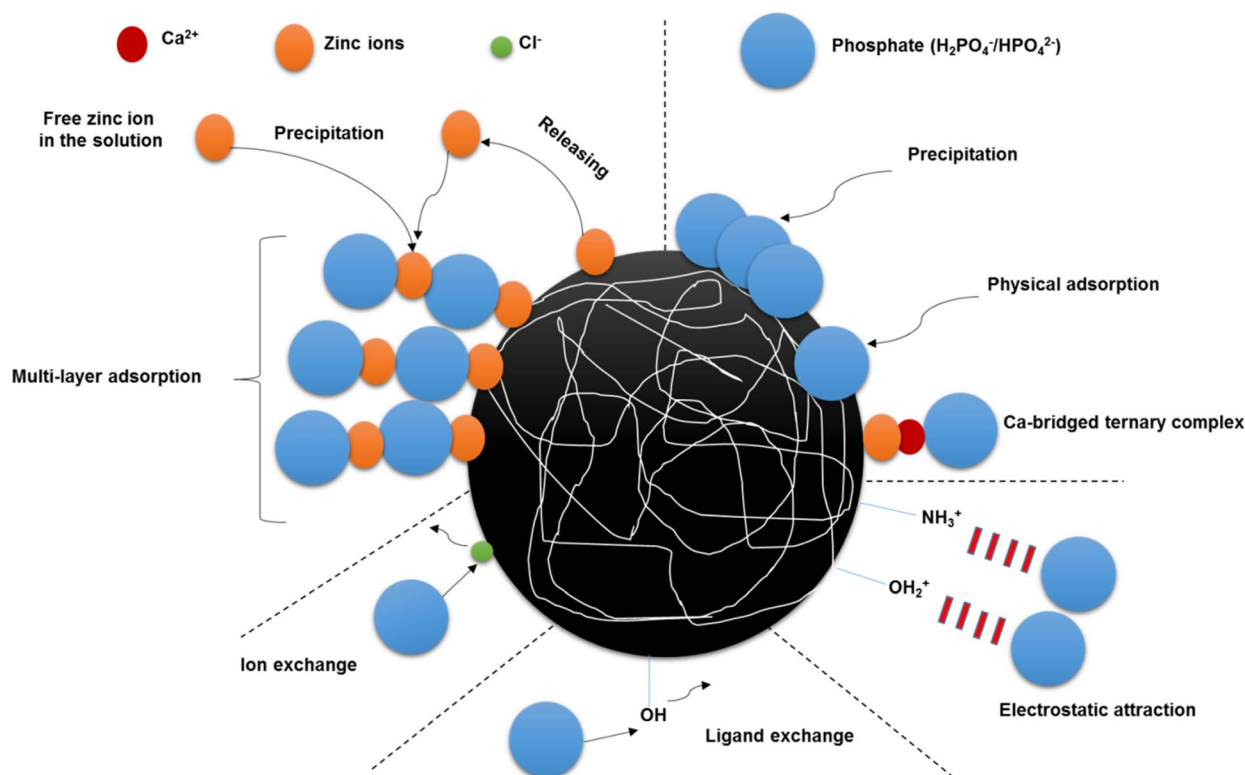 Ca²⁺
Zinc ions
Cl⁻
Phosphate (H₂PO₄⁻/HPO₄²⁻)
Free zinc ion
in the solution
Precipitation
Releasing
Precipitation
Physical adsorption
Multi-layer adsorption
Ca-bridged ternary complex
NH₃⁺
OH₂⁺
Ion exchange
OH
Ligand exchange
Electrostatic attraction